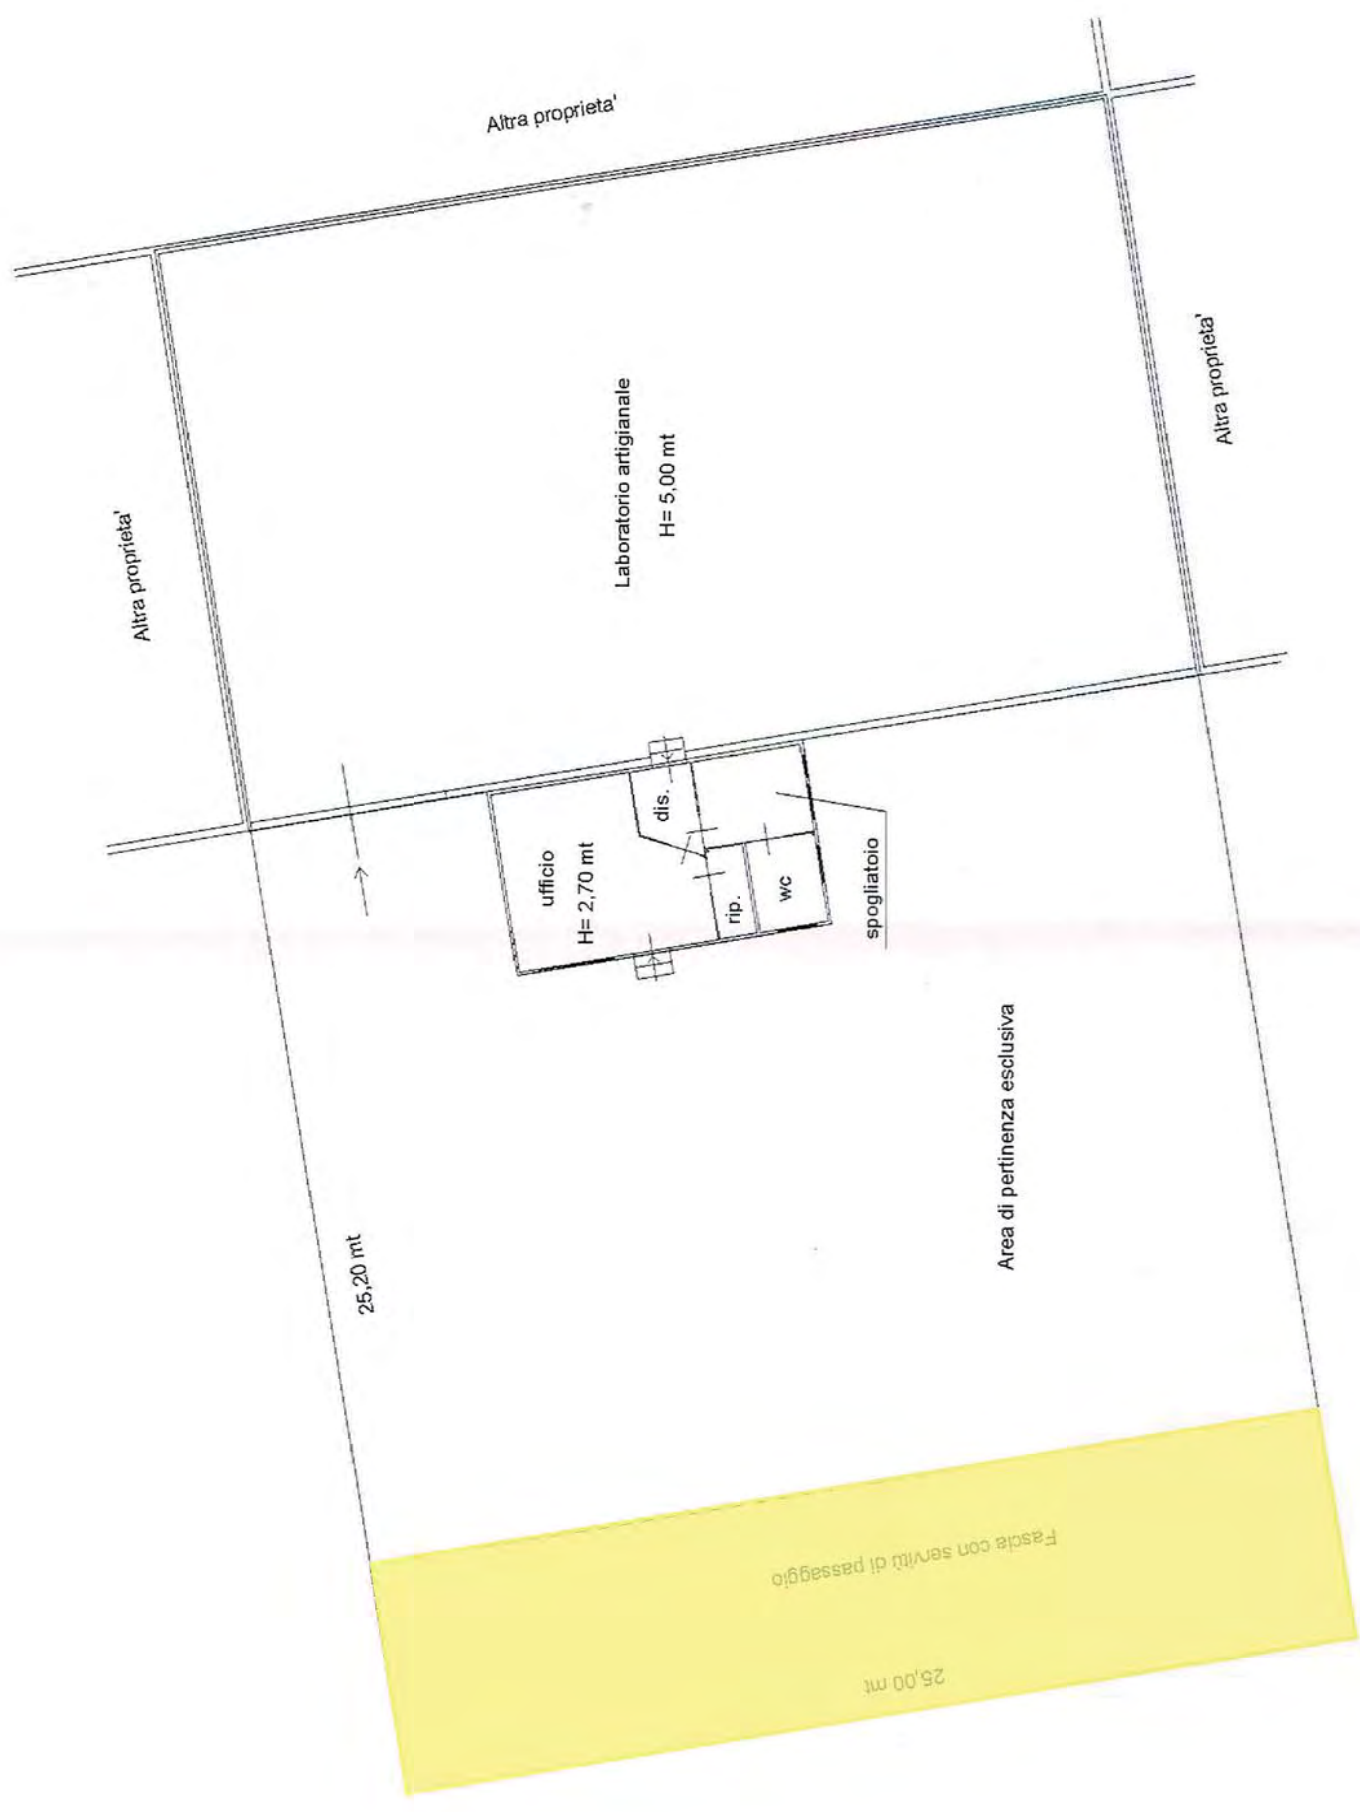 Altra proprieta'
Altra proprieta'
Altra proprieta'
Laboratorio artigianale
H= 5,00 mt
ufficio
H= 2,70 mt
dis.
rip.
wc
spogliatoio
25,20 mt
Area di pertinenza esclusiva
Fascia con servitù di passaggio
25,00 mt